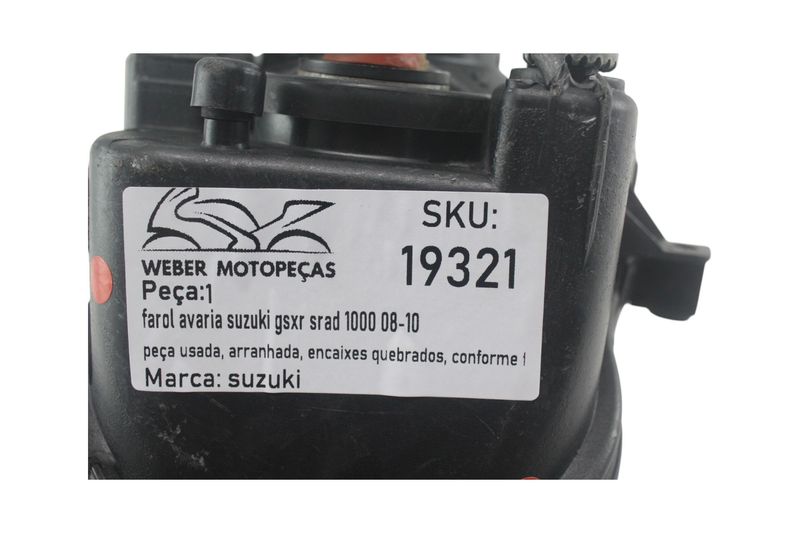 SKU:
19321
WEBER MOTOPEÇAS
Peça:1
farol avaria suzuki gsxr srad 1000 08-10
peça usada, arranhada, encaixes quebrados, conforme
Marca: suzuki